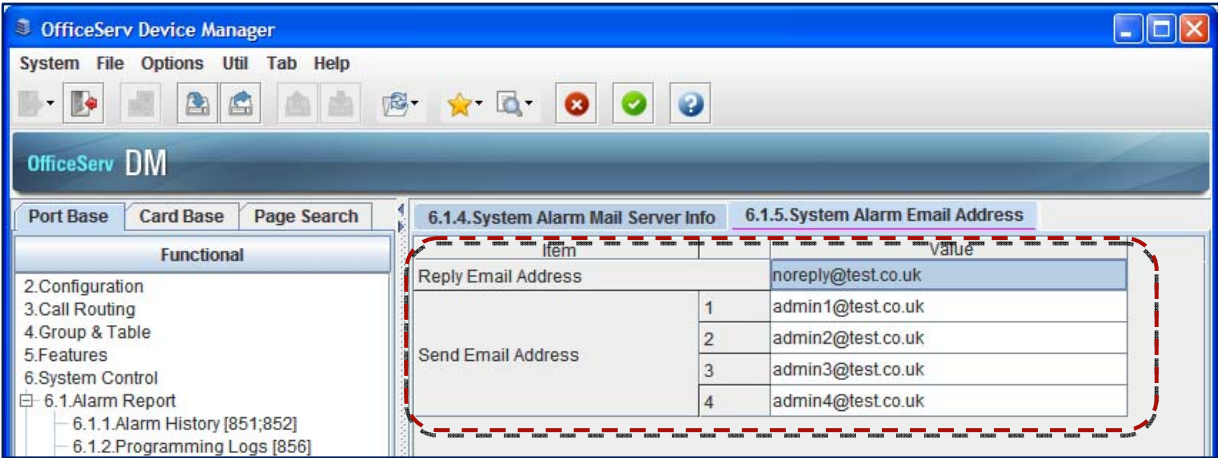 OfficeServ Device Manager
System File Options Util Tab Help
OfficeServ DM
Port Base Card Base Page Search
Functional
2.Configuration
3.Call Routing
4.Group & Table
5.Features
6.System Control
6.1.Alarm Report
6.1.1.Alarm History [851;852]
6.1.2.Programming Logs [856]
6.1.4.System Alarm Mail Server Info 6.1.5.System Alarm Email Address
Item Value
Reply Email Address noreply@test.co.uk
Send Email Address
1 admin1@test.co.uk
2 admin2@test.co.uk
3 admin3@test.co.uk
4 admin4@test.co.uk